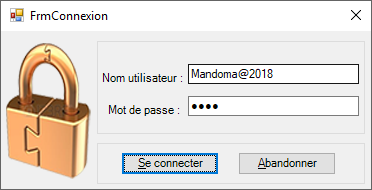 FrmConnexion
Nom utilisateur : Mandoma@2018
Mot de passe : ●●●●
Se connecter Abandonner